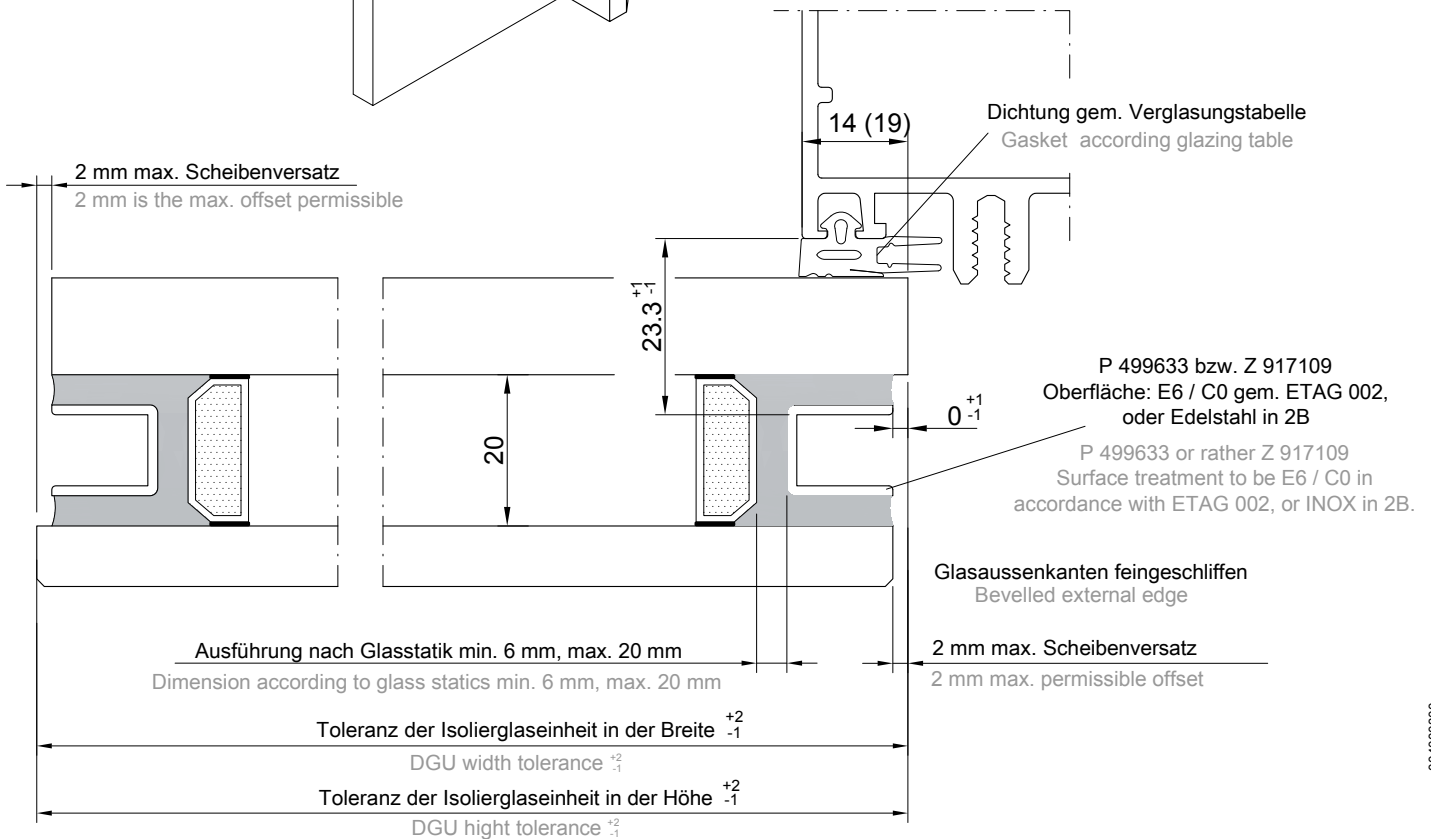 14 (19)
Dichtung gem. Verglasungstabelle
Gasket according glazing table
2 mm max. Scheibenversatz
2 mm is the max. offset permissible
23.3 +1 -1
20
0 +1 -1
P 499633 bzw. Z 917109
Oberfläche: E6 / C0 gem. ETAG 002,
oder Edelstahl in 2B
P 499633 or rather Z 917109
Surface treatment to be E6 / C0 in
accordance with ETAG 002, or INOX in 2B.
Glasaussenkanten feingeschliffen
Bevelled external edge
Ausführung nach Glasstatik min. 6 mm, max. 20 mm
Dimension according to glass statics min. 6 mm, max. 20 mm
2 mm max. Scheibenversatz
2 mm max. permissible offset
Toleranz der Isolierglaseinheit in der Breite +2 -1
DGU width tolerance +2 -1
Toleranz der Isolierglaseinheit in der Höhe +2 -1
DGU hight tolerance +2 -1